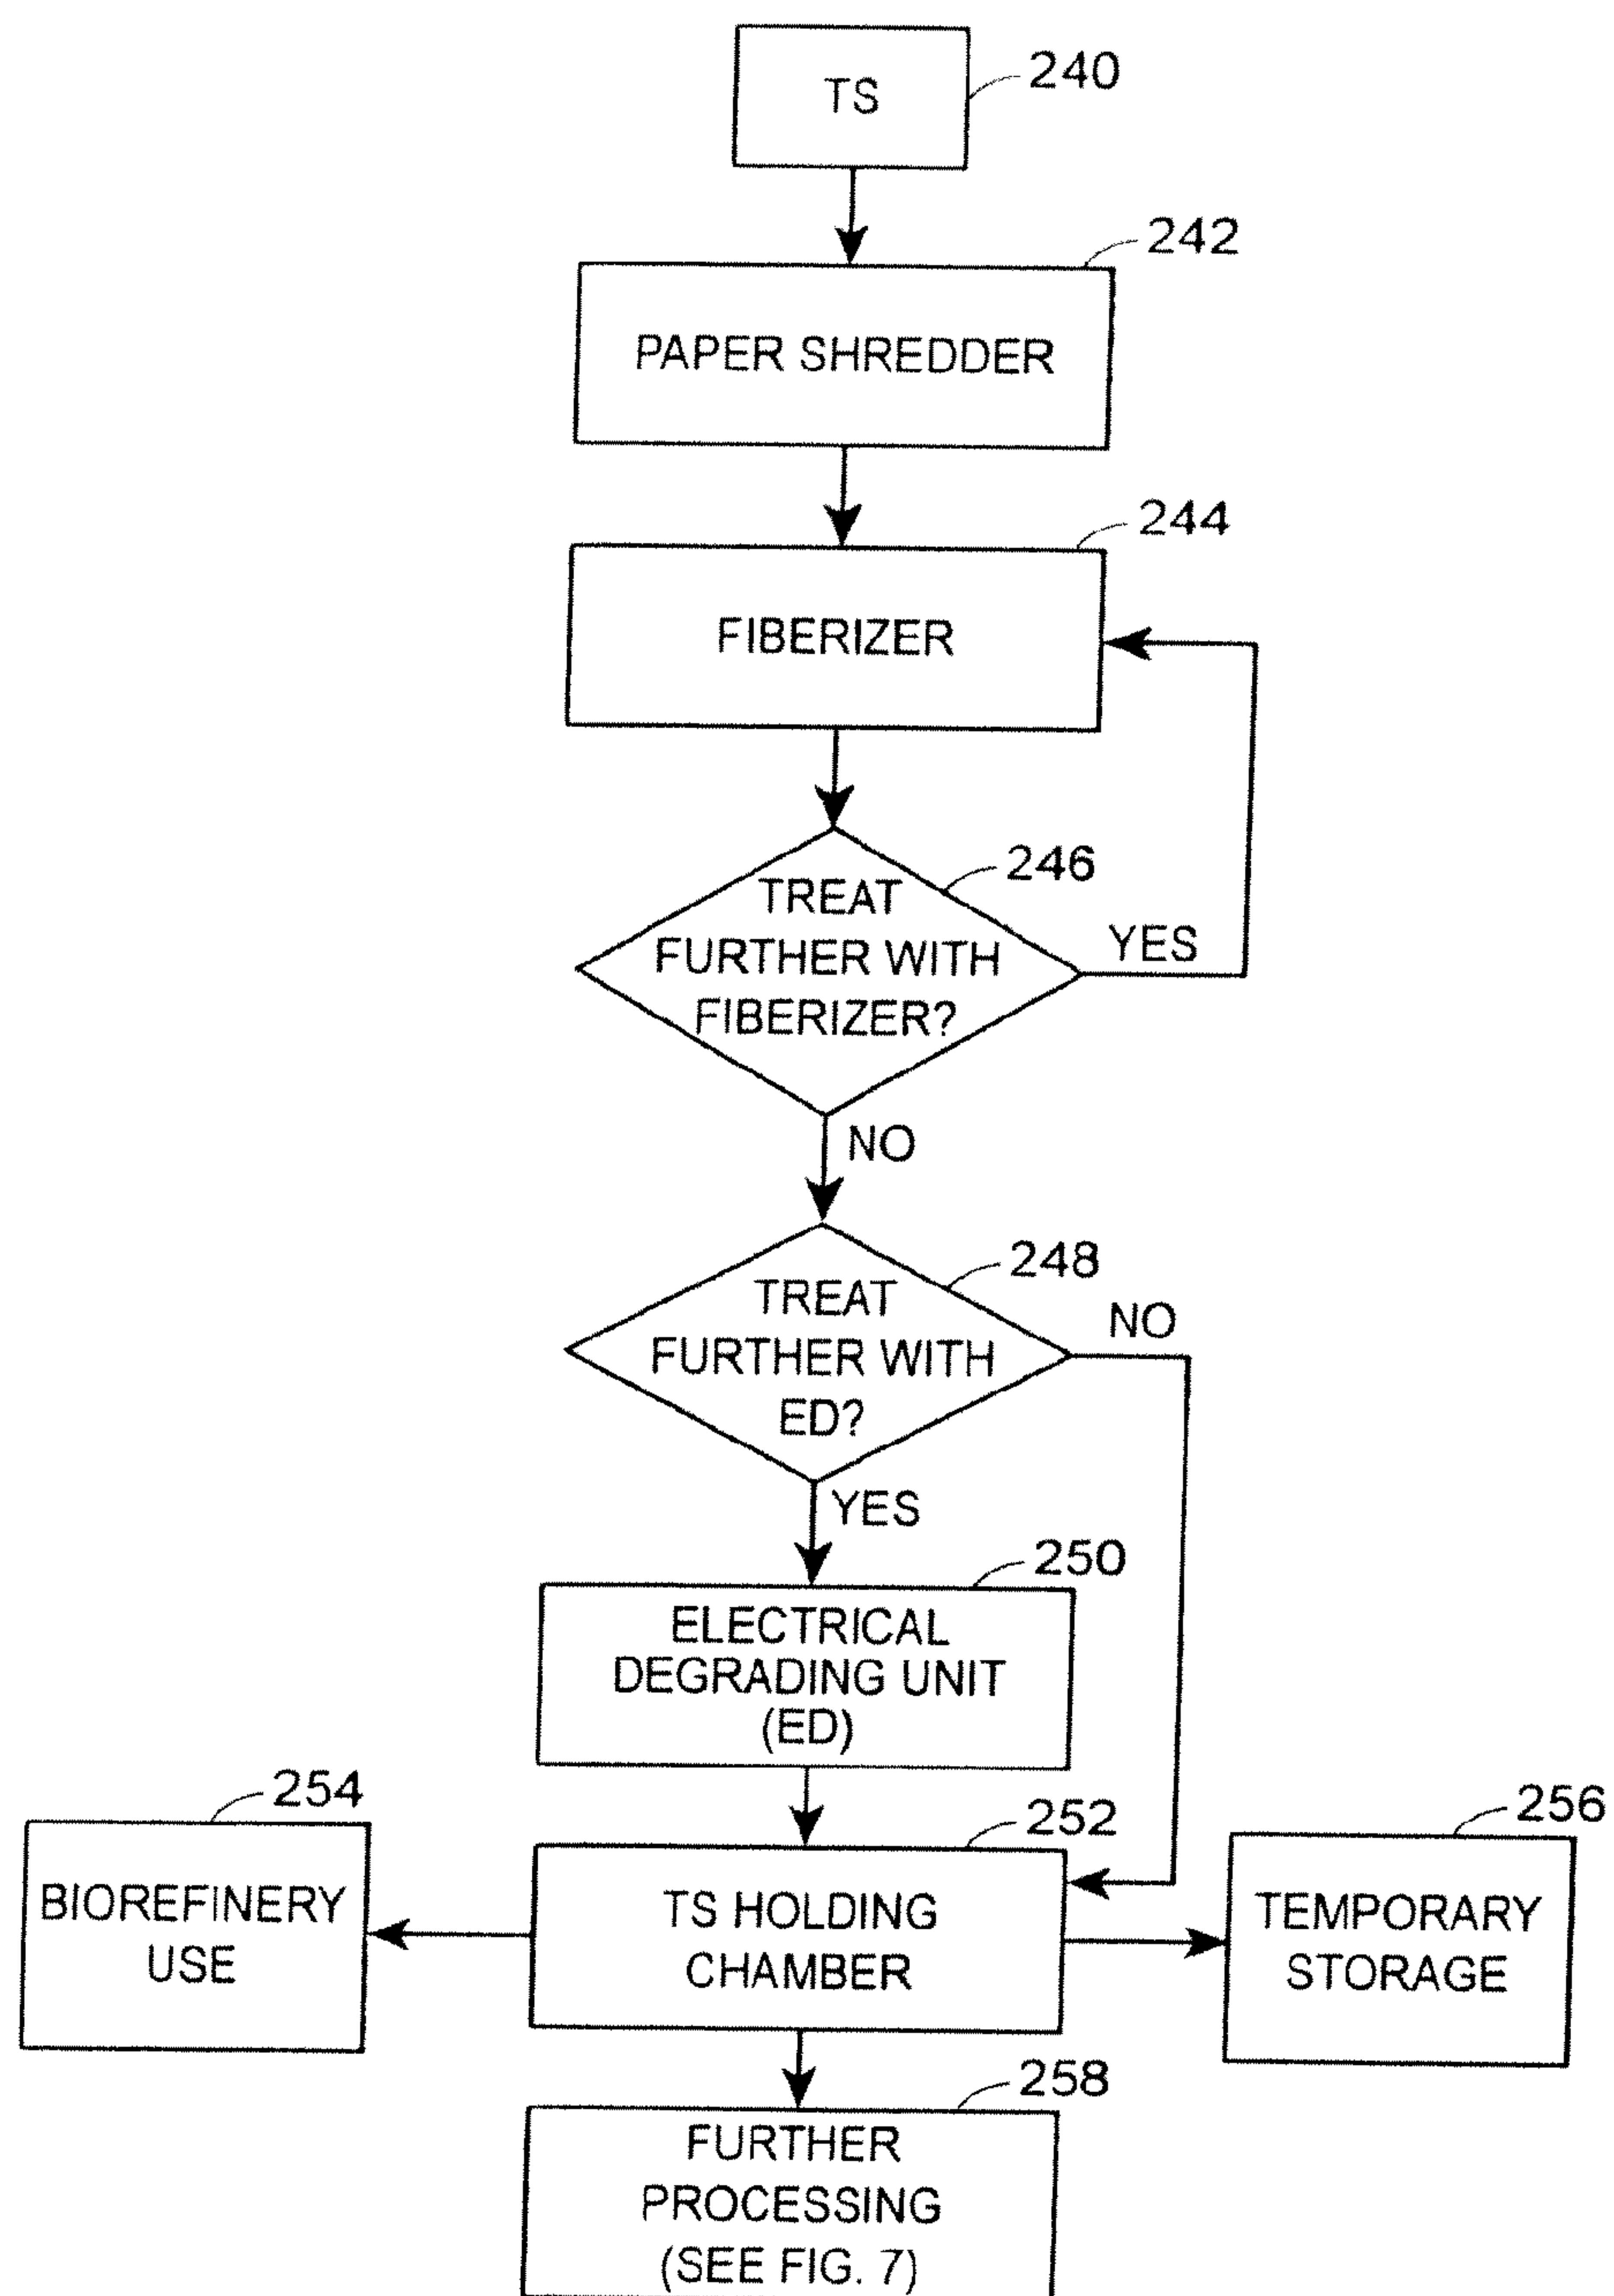 TS
240
242
PAPER SHREDDER
244
FIBERIZER
246
TREAT
FURTHER WITH
FIBERIZER?
YES
NO
248
TREAT
FURTHER WITH
ED?
NO
YES
250
ELECTRICAL
DEGRADING UNIT
(ED)
254
BIOREFINERY
USE
252
TS HOLDING
CHAMBER
256
TEMPORARY
STORAGE
258
FURTHER
PROCESSING
(SEE FIG. 7)